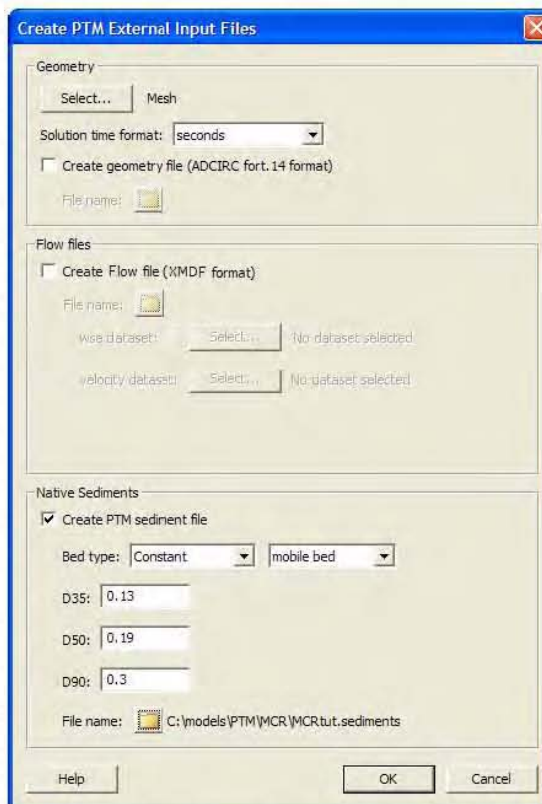 Create PTM External Input Files
Geometry
Select... Mesh
Solution time format: seconds
Create geometry file (ADCIRC fort.14 format)
File name:
Flow files
Create Flow file (XMDF format)
File name:
wse dataset: Select... No dataset selected
velocity dataset: Select... No dataset selected
Native Sediments
Create PTM sediment file
Bed type: Constant mobile bed
D35: 0.13
D50: 0.19
D90: 0.3
File name: C:\models\PTM\MCR\MCRtut.sediments
Help OK Cancel